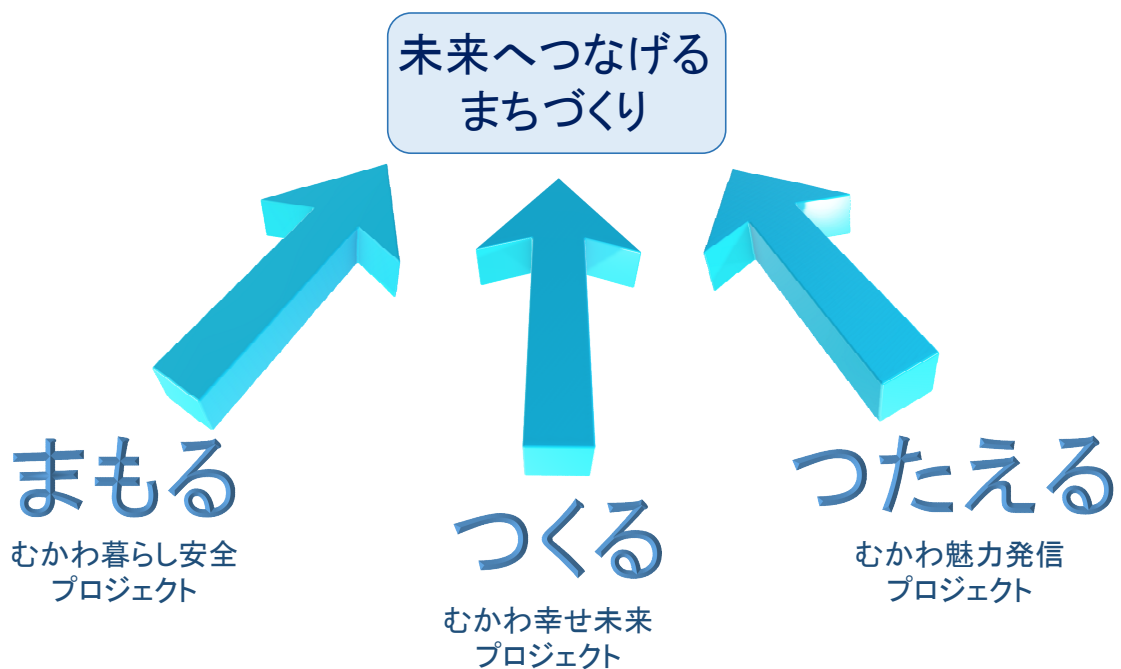 未来へつなげる
まちづくり
まもる
むかわ暮らし安全
プロジェクト
つくる
むかわ幸せ未来
プロジェクト
つたえる
むかわ魅力発信
プロジェクト